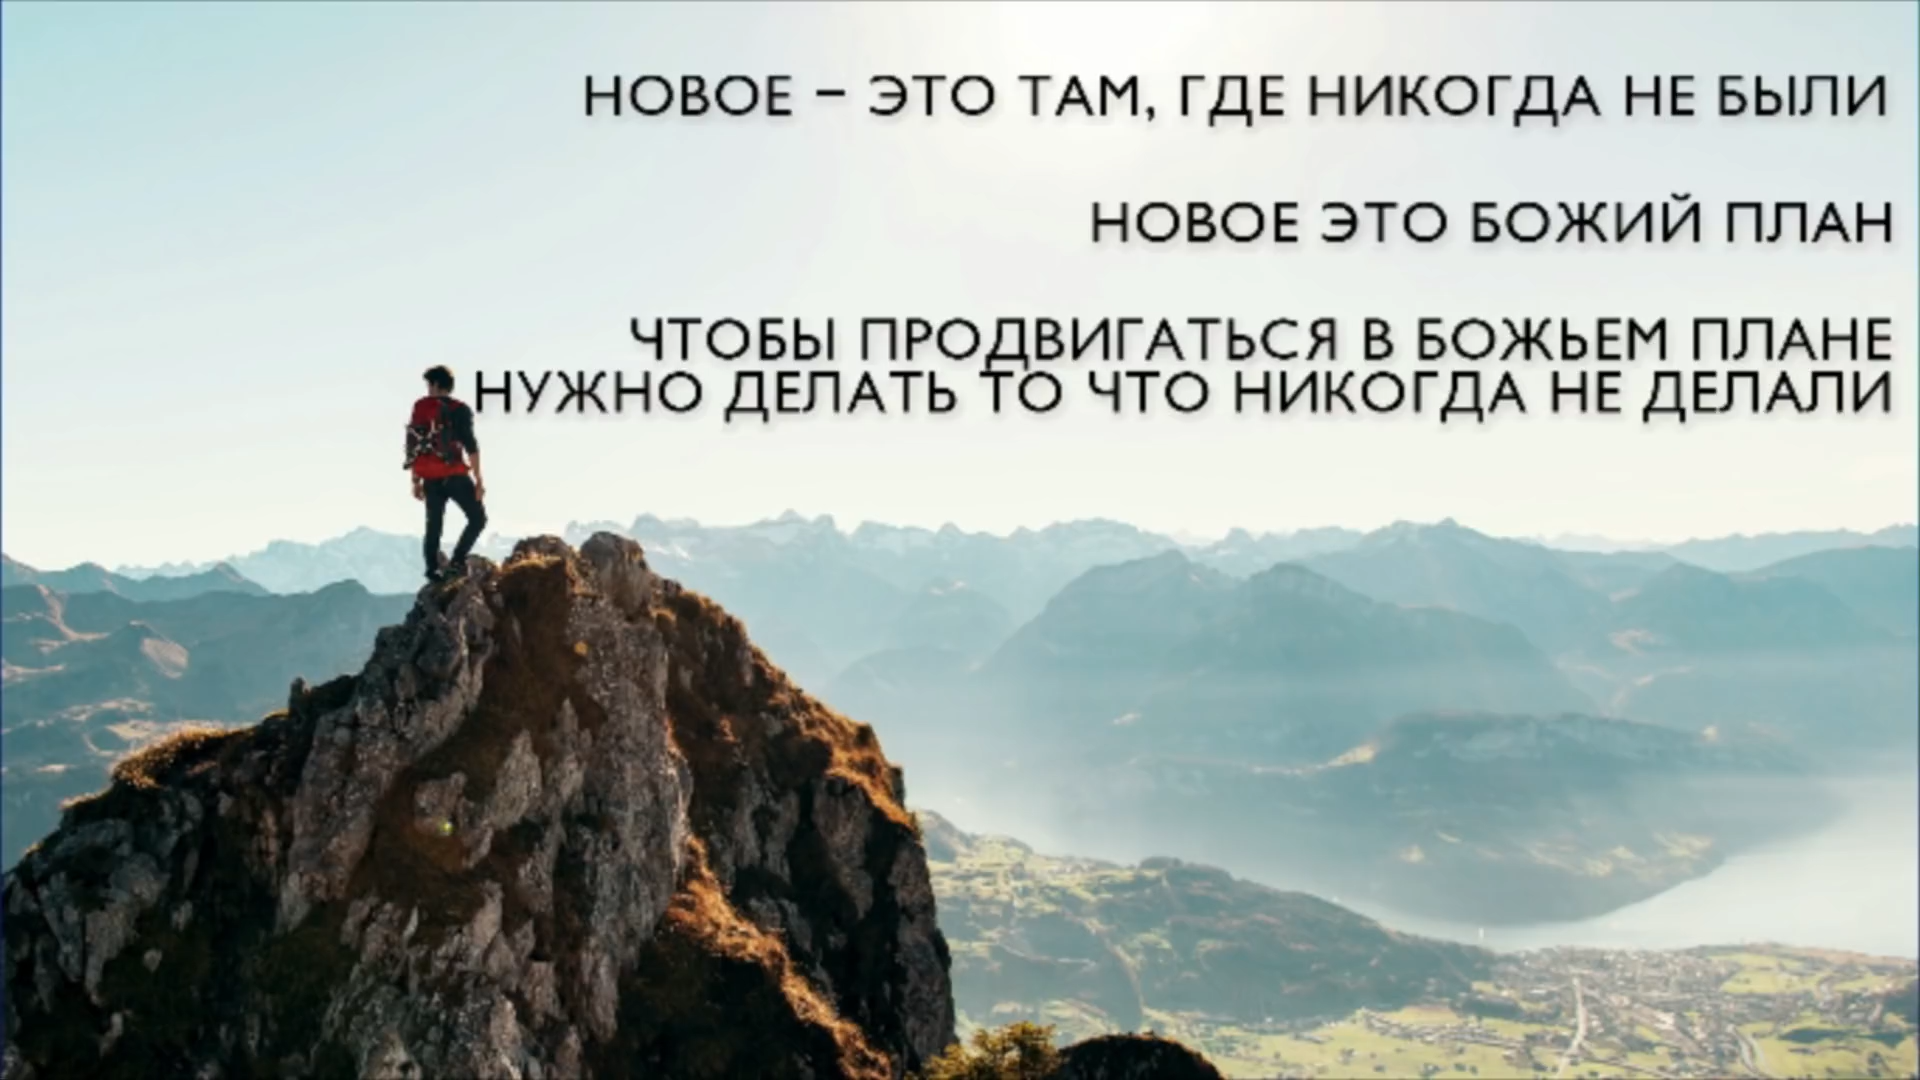 НОВОЕ – ЭТО ТАМ, ГДЕ НИКОГДА НЕ БЫЛИ
НОВОЕ ЭТО БОЖИЙ ПЛАН
ЧТОБЫ ПРОДВИГАТЬСЯ В БОЖЬЕМ ПЛАНЕ
НУЖНО ДЕЛАТЬ ТО ЧТО НИКОГДА НЕ ДЕЛАЛИ